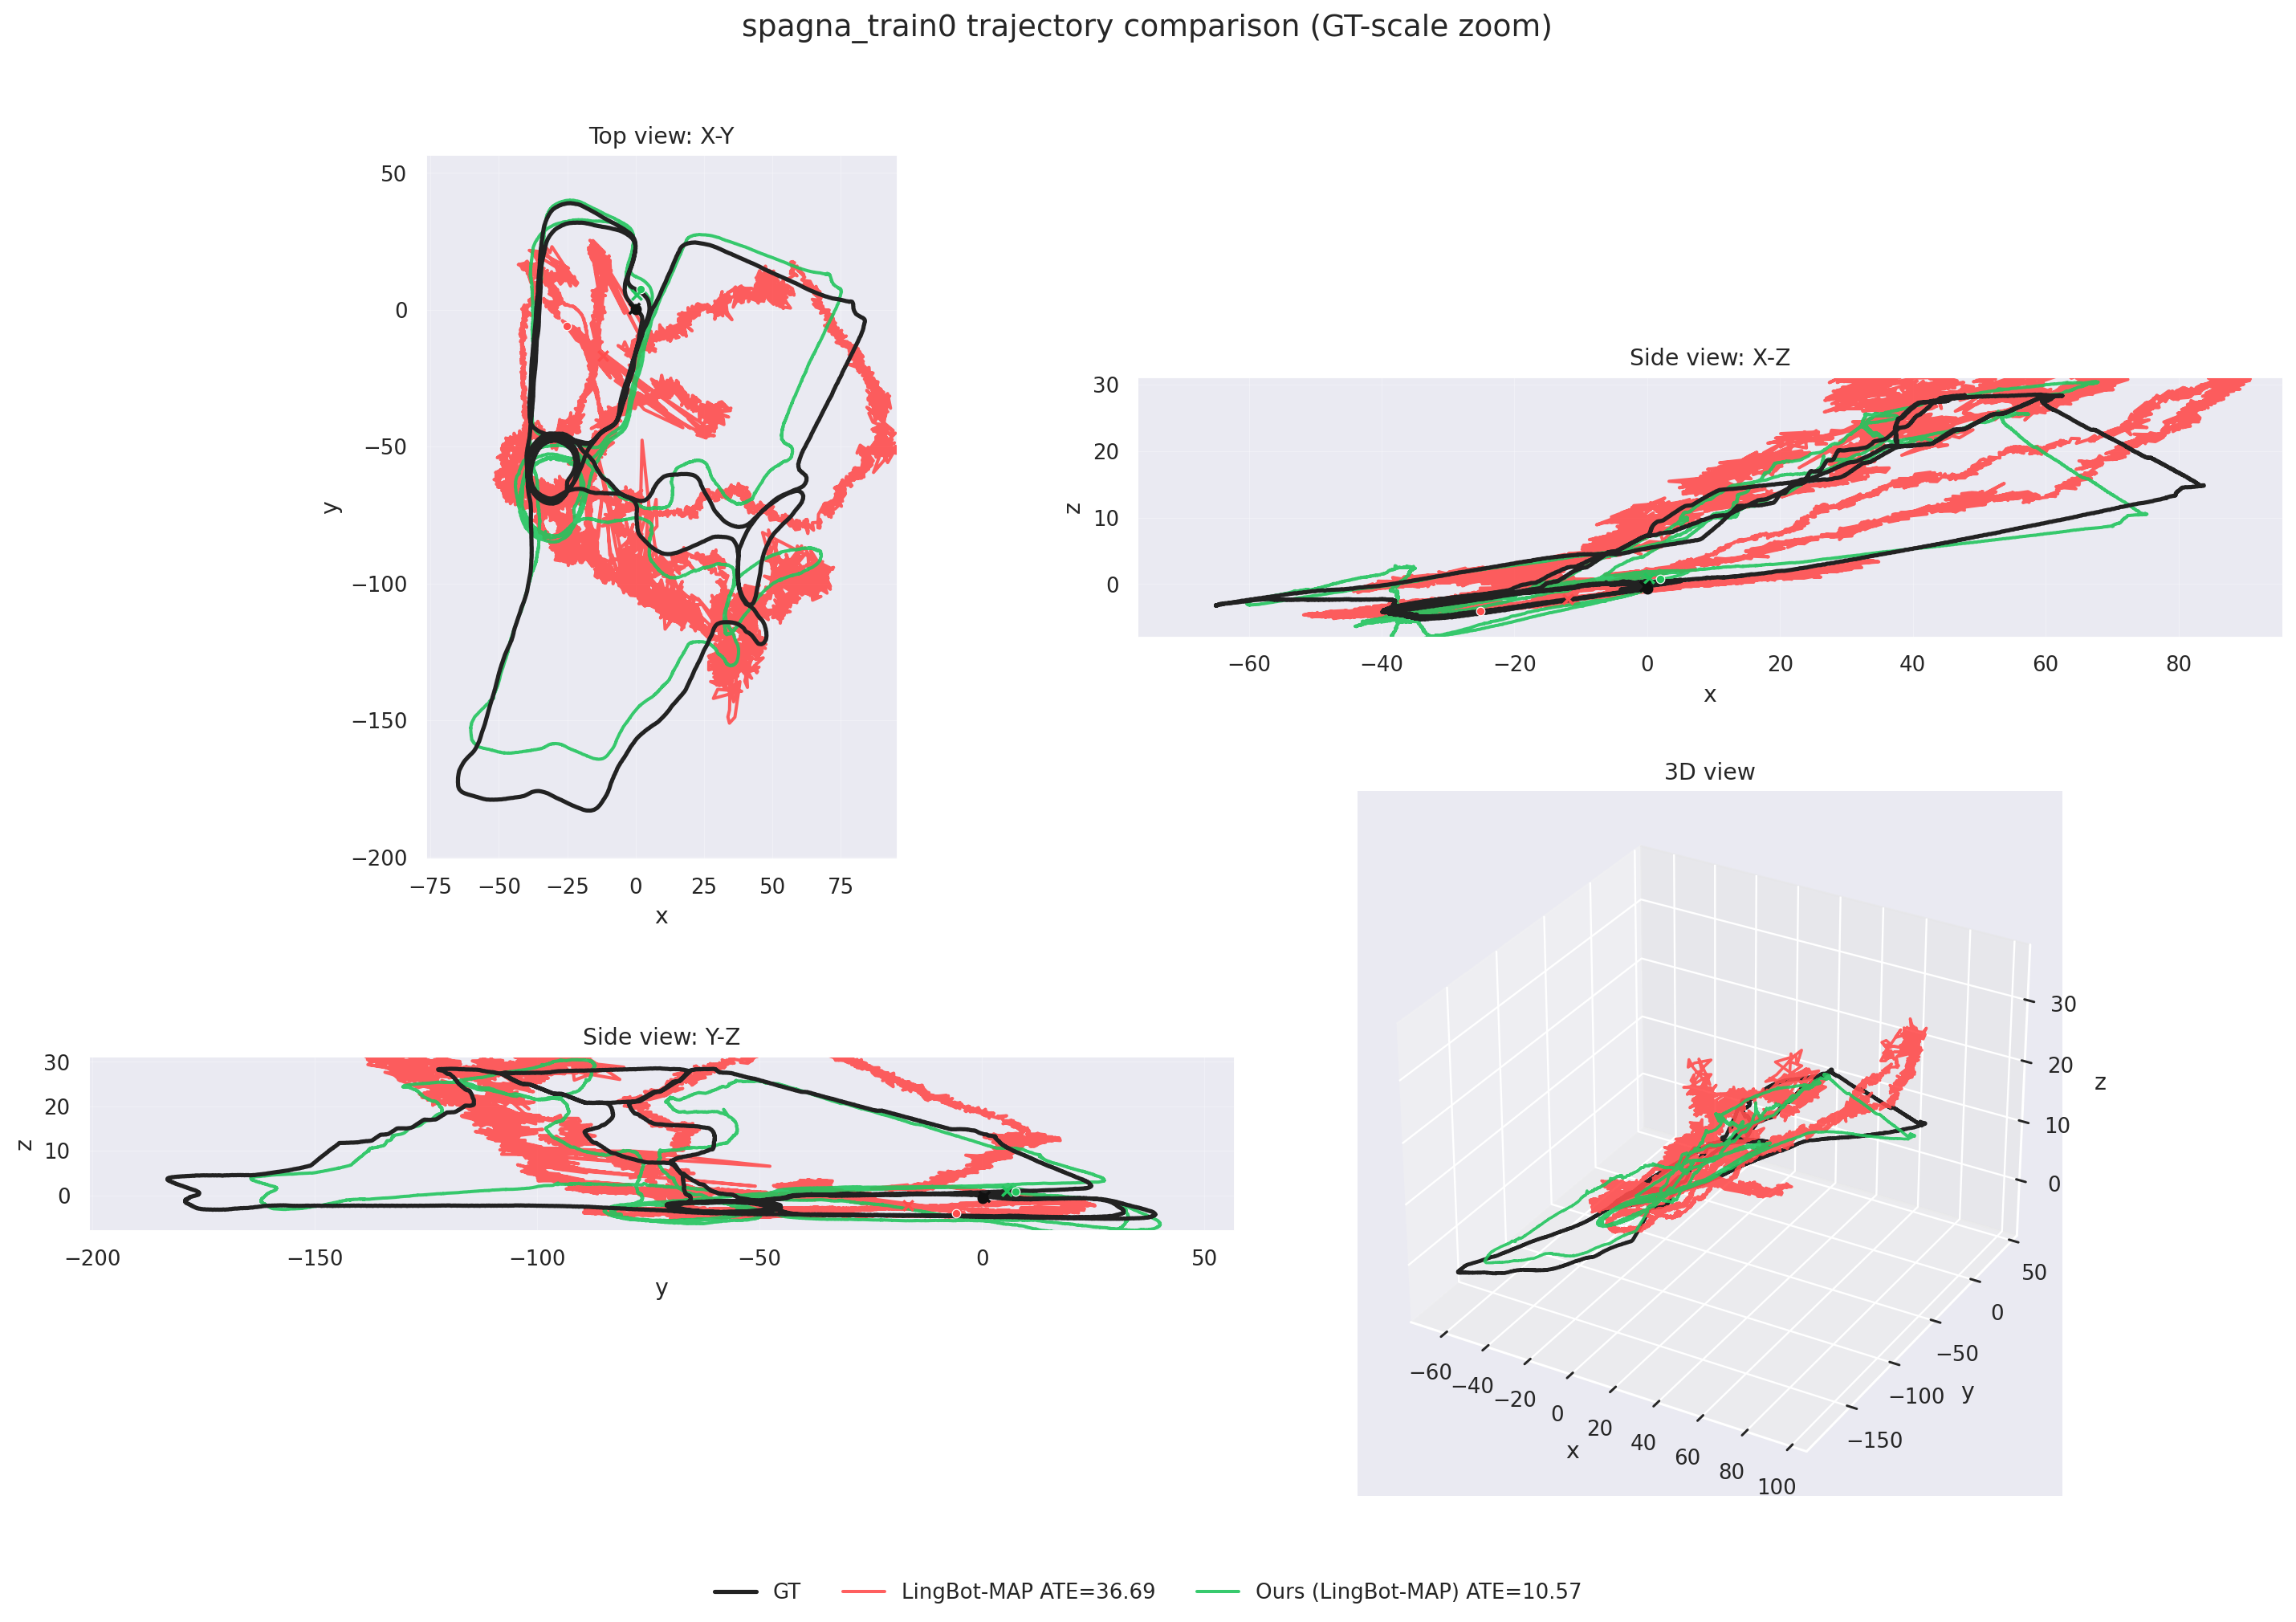 spagna_train0 trajectory comparison (GT-scale zoom)
Top view: X-Y
50
0
−50
−100
−150
−200
y
−75 −50 −25 0 25 50 75
x
Side view: X-Z
30
20
10
0
z
−60 −40 −20 0 20 40 60 80
x
Side view: Y-Z
30
20
10
0
z
−200 −150 −100 −50 0 50
y
3D view
30
20
10
0
z
50
0
−50
−100
−150
y
−60 −40 −20 0 20 40 60 80 100
x
GT LingBot-MAP ATE=36.69 Ours (LingBot-MAP) ATE=10.57